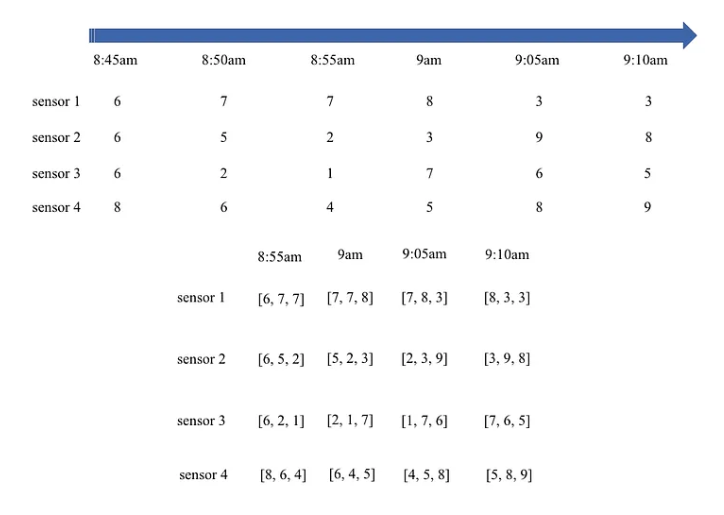 8:45am 8:50am 8:55am 9am 9:05am 9:10am
sensor 1 6 7 7 8 3 3
sensor 2 6 5 2 3 9 8
sensor 3 6 2 1 7 6 5
sensor 4 8 6 4 5 8 9
8:55am 9am 9:05am 9:10am
sensor 1 [6, 7, 7] [7, 7, 8] [7, 8, 3] [8, 3, 3]
sensor 2 [6, 5, 2] [5, 2, 3] [2, 3, 9] [3, 9, 8]
sensor 3 [6, 2, 1] [2, 1, 7] [1, 7, 6] [7, 6, 5]
sensor 4 [8, 6, 4] [6, 4, 5] [4, 5, 8] [5, 8, 9]